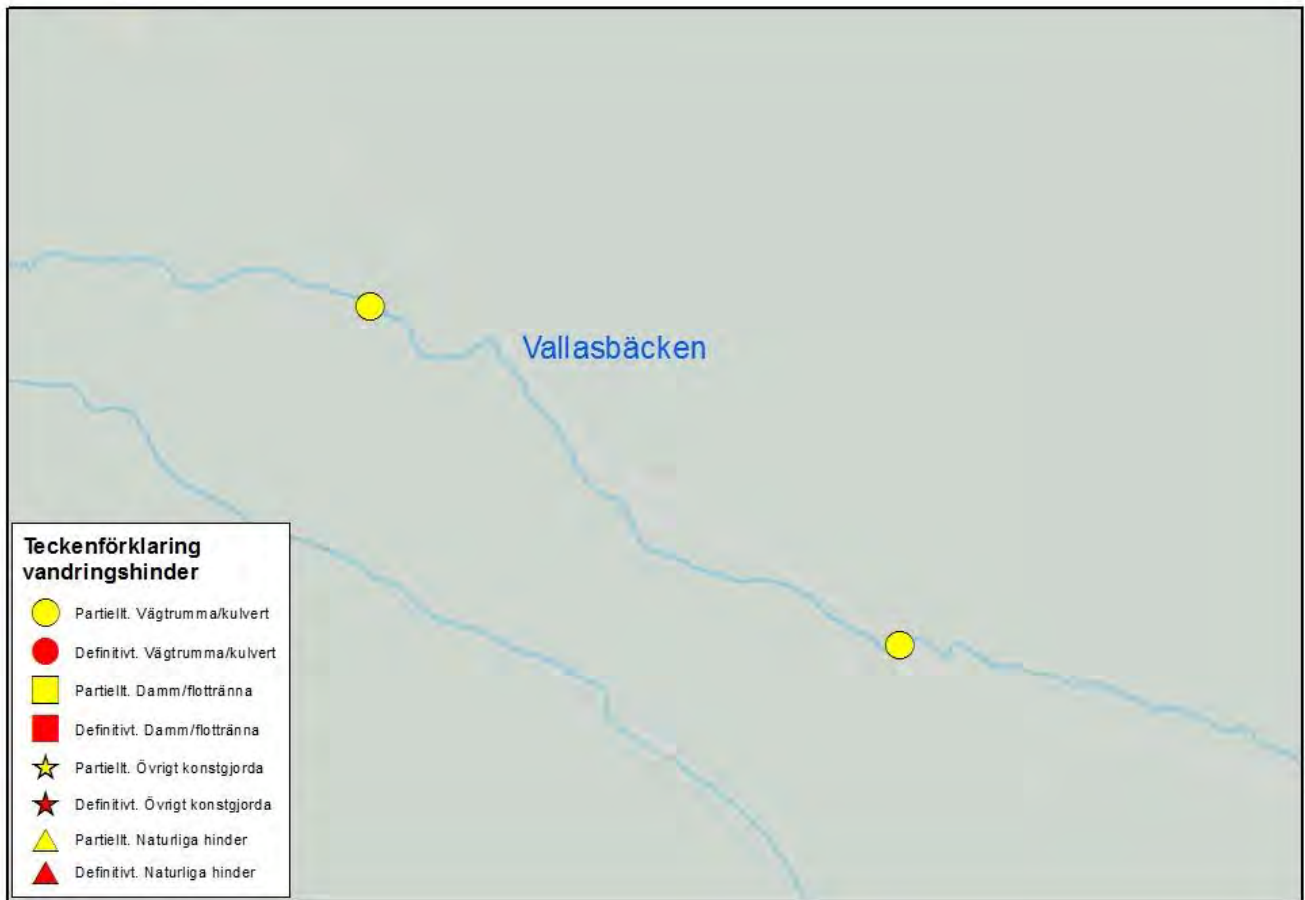 Vallasbäcken
Teckenförklaring
vandringshinder
Partiellt. Vägtrumma/kulvert
Definitivt. Vägtrumma/kulvert
Partiellt. Damm/flottränna
Definitivt. Damm/flottränna
Partiellt. Övrigt konstgjorda
Definitivt. Övrigt konstgjorda
Partiellt. Naturliga hinder
Definitivt. Naturliga hinder